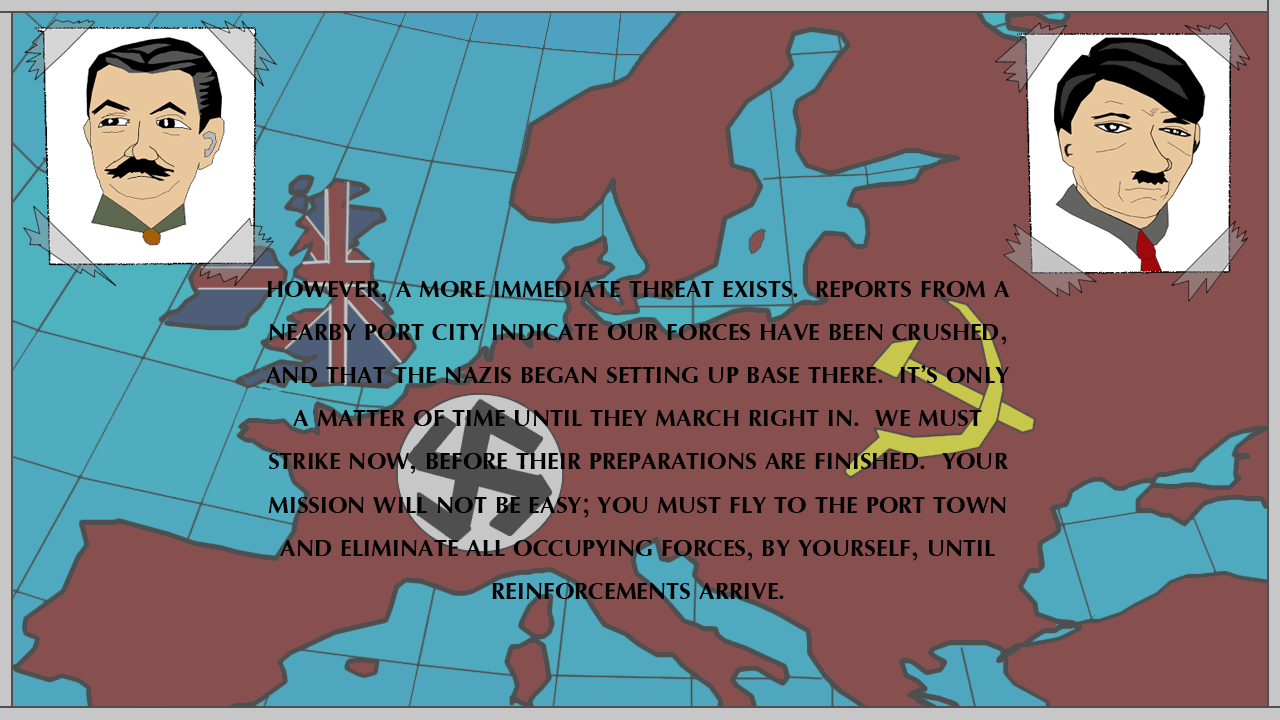 HOWEVER, A MORE IMMEDIATE THREAT EXISTS.  REPORTS FROM A
NEARBY PORT CITY INDICATE OUR FORCES HAVE BEEN CRUSHED,
AND THAT THE NAZIS BEGAN SETTING UP BASE THERE.  IT'S ONLY
A MATTER OF TIME UNTIL THEY MARCH RIGHT IN.  WE MUST
STRIKE NOW, BEFORE THEIR PREPARATIONS ARE FINISHED.  YOUR
MISSION WILL NOT BE EASY; YOU MUST FLY TO THE PORT TOWN
AND ELIMINATE ALL OCCUPYING FORCES, BY YOURSELF, UNTIL
REINFORCEMENTS ARRIVE.